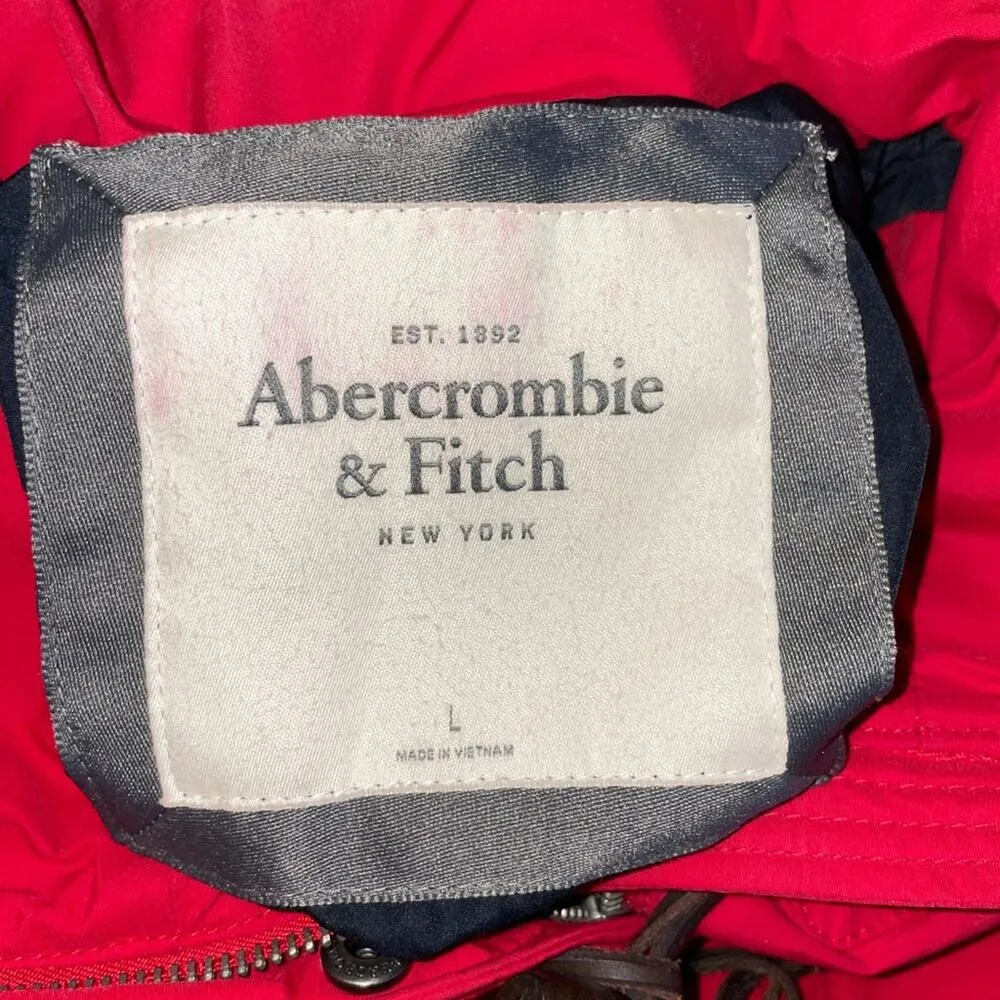 EST. 1892
Abercrombie
& Fitch
NEW YORK
L
MADE IN VIETNAM